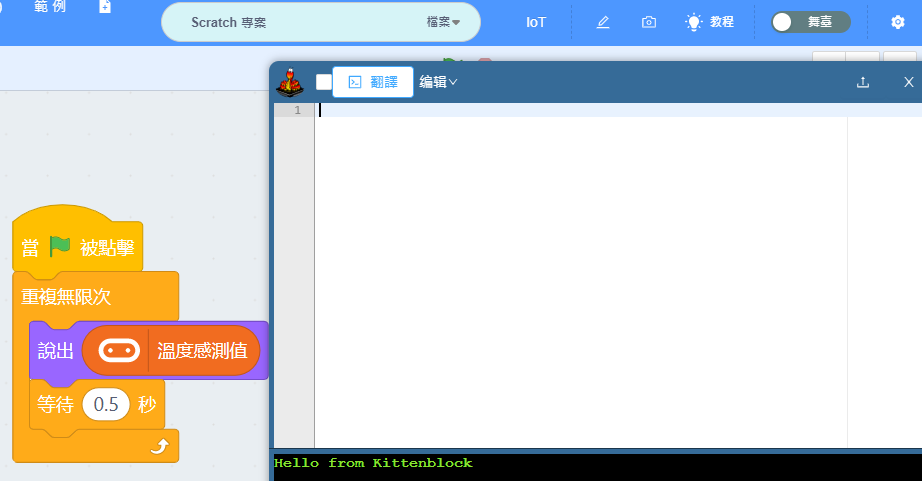 範例
Scratch 專案
檔案
IoT
教程
舞臺
翻譯
编辑
X
1
當 被點擊
重複無限次
說出 溫度感測值
等待 0.5 秒
Hello from Kittenblock